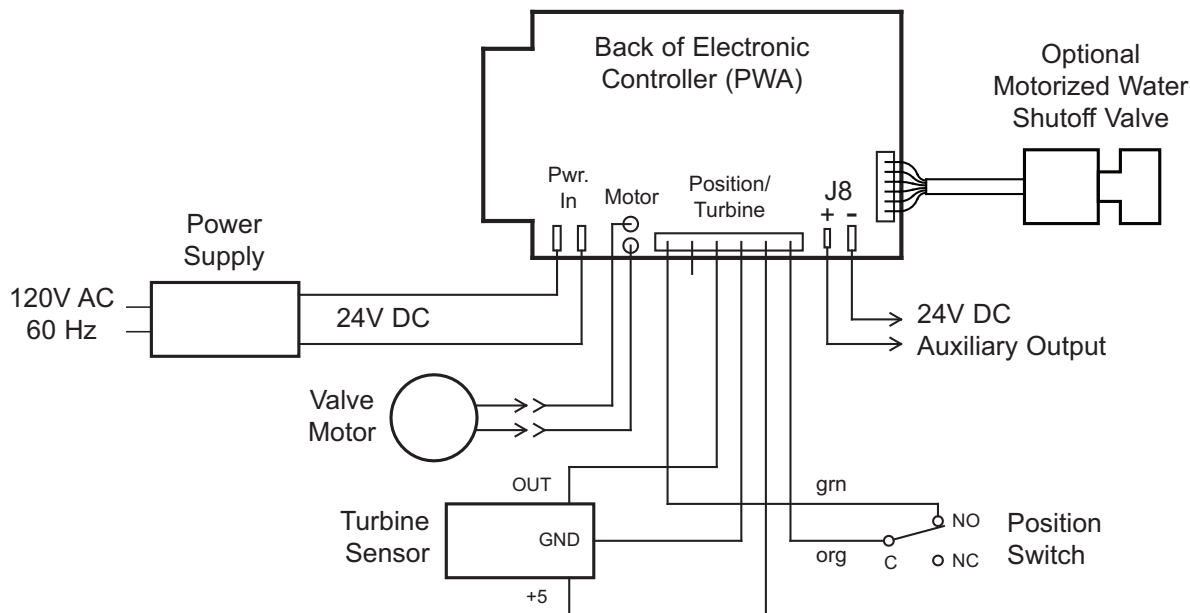 Back of Electronic
Controller (PWA)
Optional
Motorized Water
Shutoff Valve
Pwr.
In
Motor
Position/
Turbine
J8
+ -
Power
Supply
120V AC
60 Hz
24V DC
24V DC
Auxiliary Output
Valve
Motor
OUT
grn
Turbine
Sensor
GND
NO
Position
Switch
org
C
NC
+5